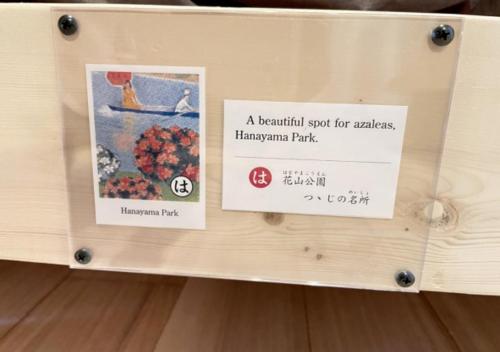 は
Hanayama Park
A beautiful spot for azaleas,
Hanayama Park.
は
はなやまこうえん
花山公園
めいしょ
つゝじの名所